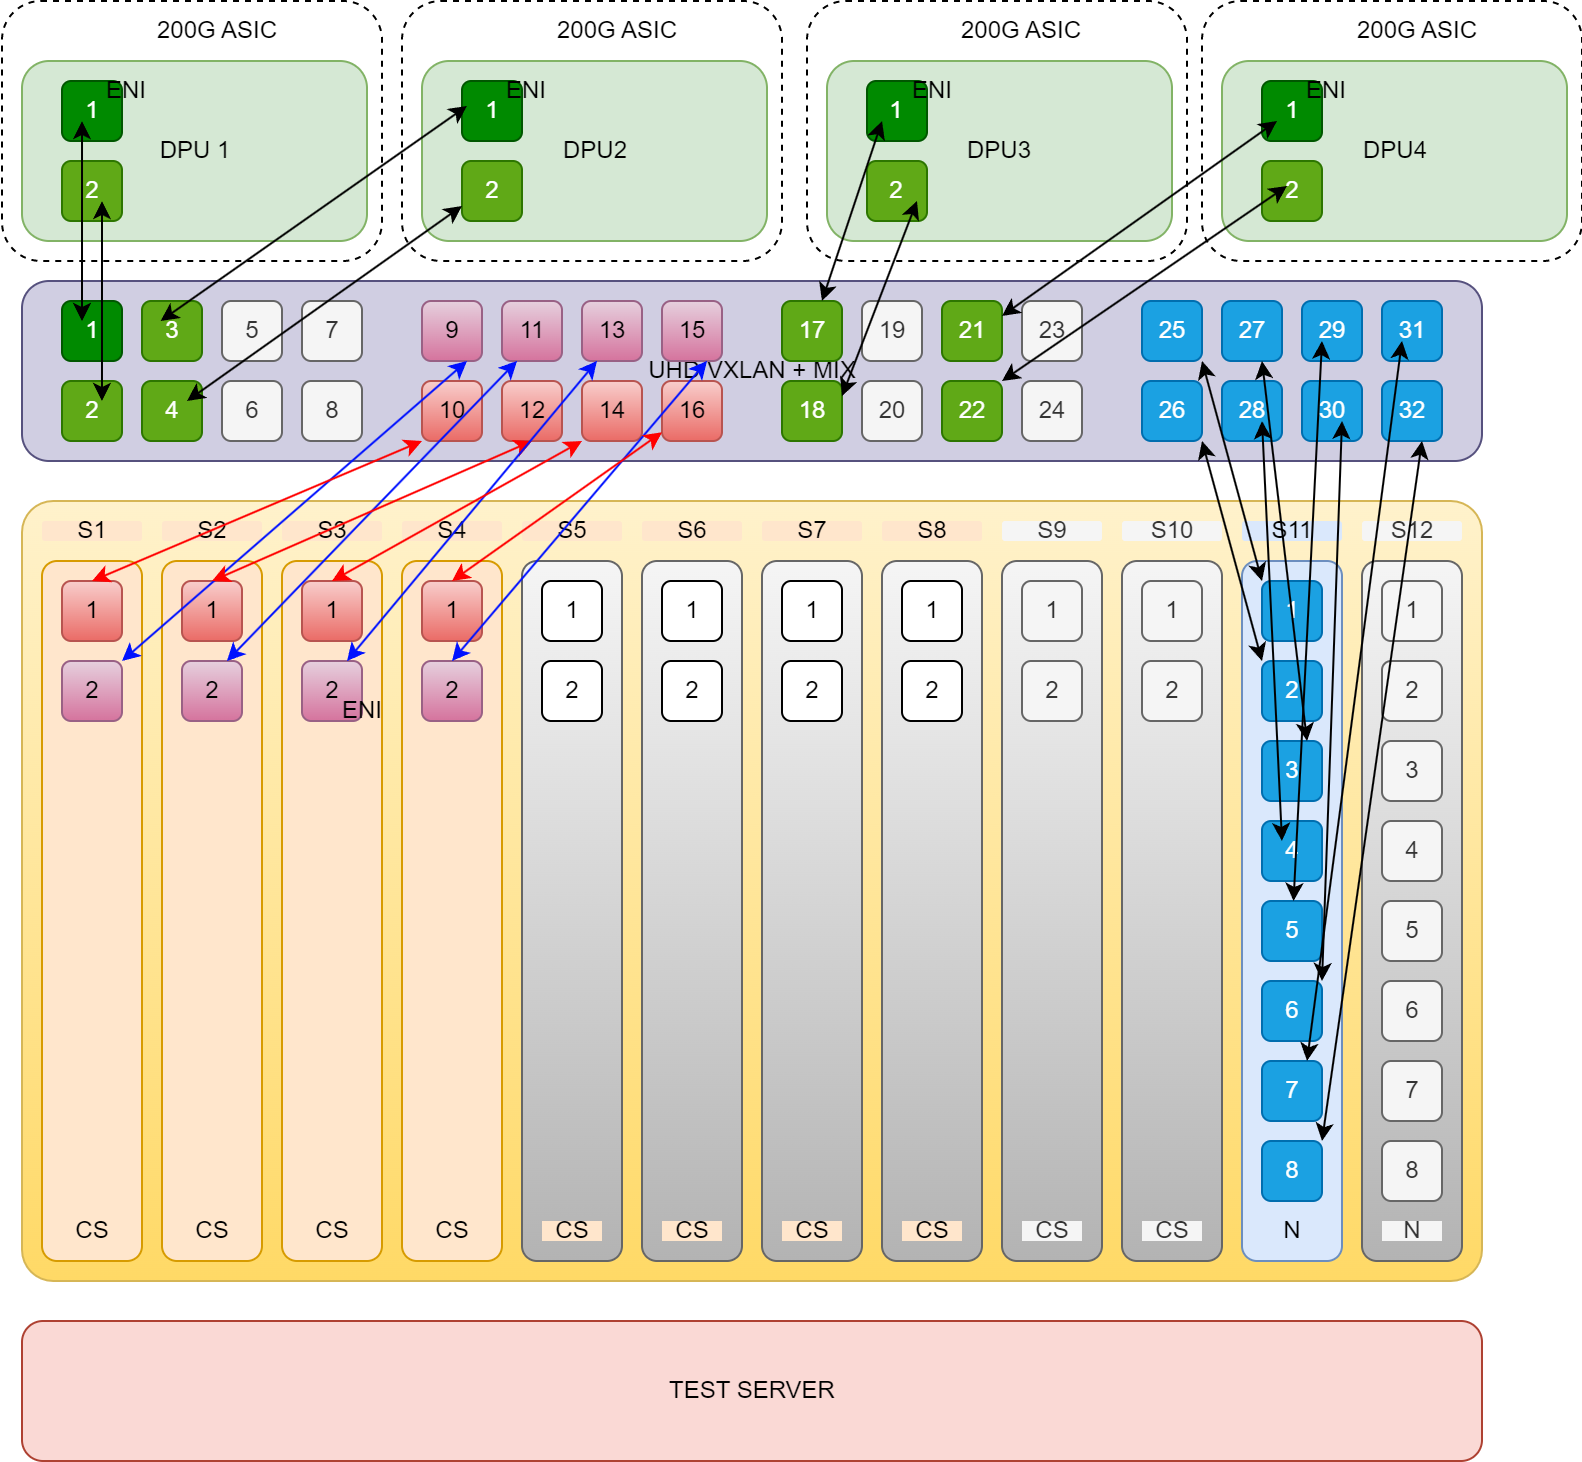 200G ASIC 200G ASIC 200G ASIC 200G ASIC
1 ENI 1 ENI 1 ENI 1 ENI
DPU 1 DPU2 DPU3 DPU4
2 2 2 2
1 3 5 7 9 11 13 15 17 19 21 23 25 27 29 31
UHD VXLAN + MIX
2 4 6 8 10 12 14 16 18 20 22 24 26 28 30 32
S1 S2 S3 S4 S5 S6 S7 S8 S9 S10 S11 S12
1 1 1 1 1 1 1 1 1 1 1 1
2 2 2 2 2 2 2 2 2 2 2 2
ENI
3 3
4 4
5 5
6 6
7 7
8 8
CS CS CS CS CS CS CS CS CS CS N N
TEST SERVER